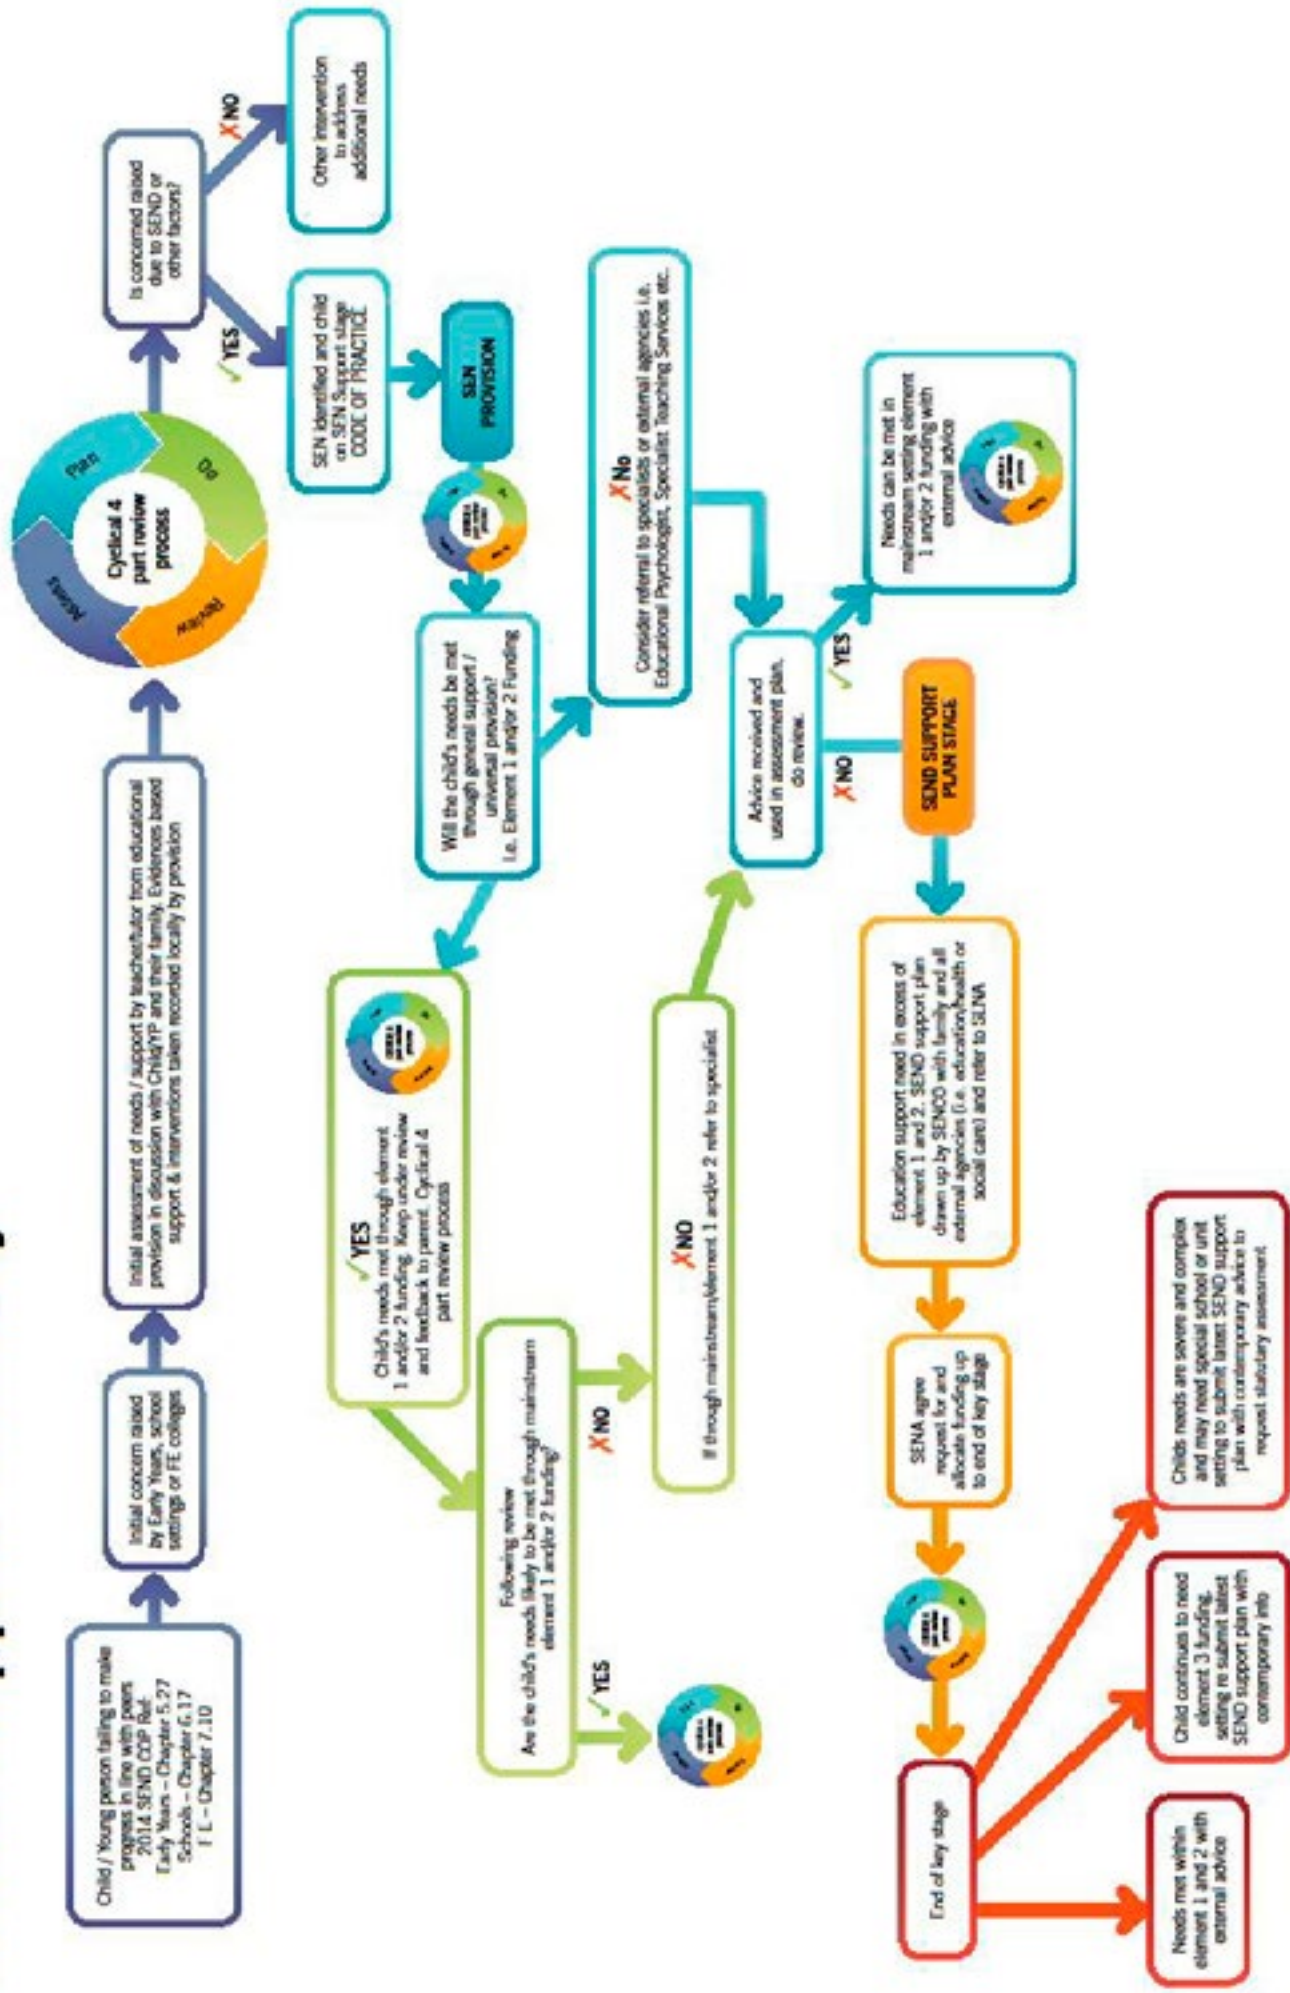 Child / Young person failing to make
progress in line with peers
2014 SEND COP Ref:
Early Years – Chapter 5.27
Schools – Chapter 6.17
F E – Chapter 7.10
Initial concern raised
by Early Years, school
settings or FE colleges
Initial assessment of needs / support by teacher/tutor from educational
provision in discussion with Child/YP and their family. Evidences based
support & interventions taken recorded locally by provision
Assess
Plan
Do
Review
Cyclical 4
part review
process
Is concerned raised
due to SEND or
other factors?
✗ NO
Other intervention
to address
additional needs
✓ YES
SEN identified and child
on SEN Support stage
CODE OF PRACTICE
SEN
PROVISION
Will the child's needs be met
through general support /
universal provision?
i.e. Element 1 and/or 2 Funding
✗ No
Consider referral to specialists or external agencies i.e.
Educational Psychologist, Specialist Teaching Services etc.
✓ YES
Child's needs met through element
1 and/or 2 funding. Keep under review
and feedback to parent. Cyclical 4
part review process
Following review
Are the child's needs likely to be met through mainstream
element 1 and/or 2 funding?
✓ YES
✗ NO
✗ NO
If through mainstream/element 1 and/or 2 refer to specialist
Advice received and
used in assessment plan,
do review.
✓ YES
Needs can be met in
mainstream setting element
1 and/or 2 funding with
external advice
✗ NO
SEND SUPPORT
PLAN STAGE
Education support need in excess of
element 1 and 2. SEND support plan
drawn up by SENCO with family and all
external agencies (i.e. education/health or
social care) and refer to SENA
SENA agree
request for and
allocate funding up
to end of key stage
End of key stage
Needs met within
element 1 and 2 with
external advice
Child continues to need
element 3 funding,
setting re submit latest
SEND support plan with
contemporary info
Childs needs are severe and complex
and may need special school or unit
setting to submit latest SEND support
plan with contemporary advice to
request statutory assessment